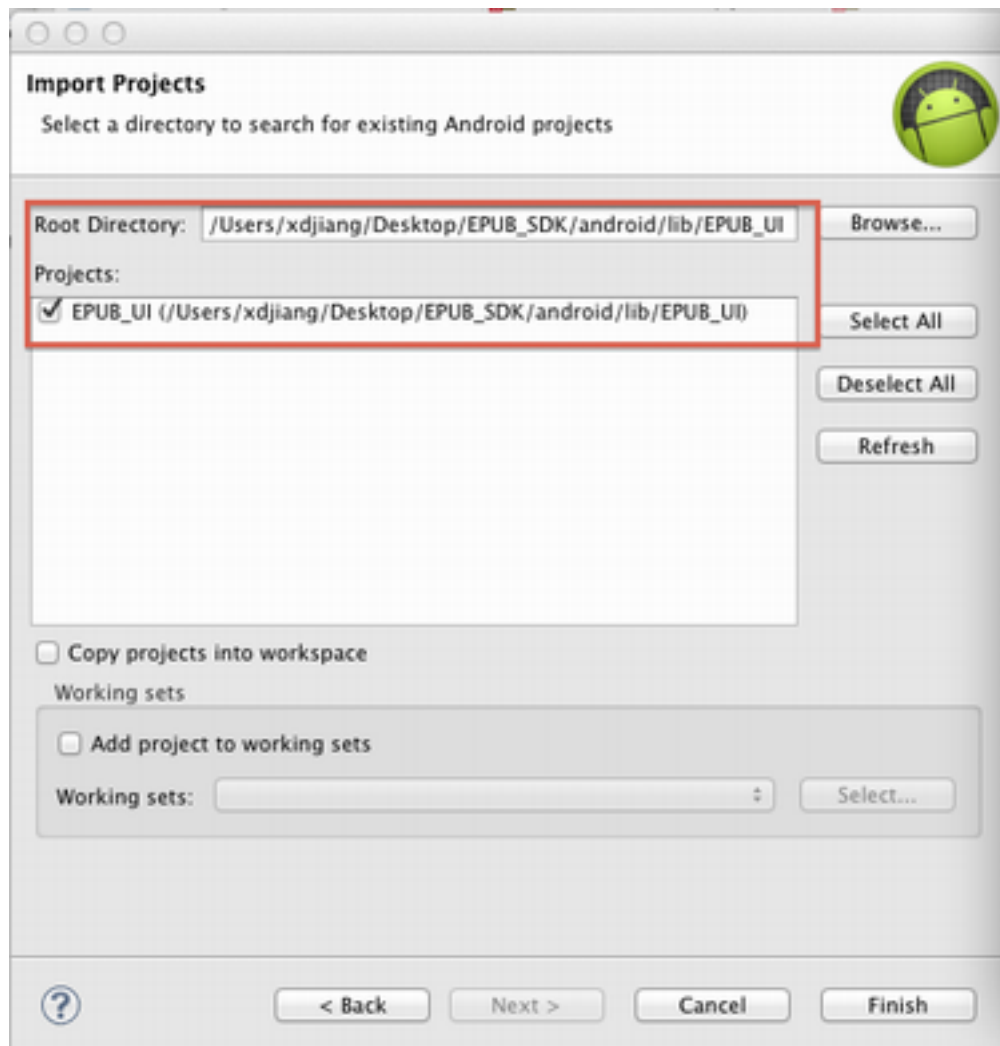 Import Projects
Select a directory to search for existing Android projects
Root Directory: /Users/xdjiang/Desktop/EPUB_SDK/android/lib/EPUB_UI Browse...
Projects:
EPUB_UI (/Users/xdjiang/Desktop/EPUB_SDK/android/lib/EPUB_UI)
Select All
Deselect All
Refresh
Copy projects into workspace
Working sets
Add project to working sets
Working sets: Select...
? < Back Next > Cancel Finish